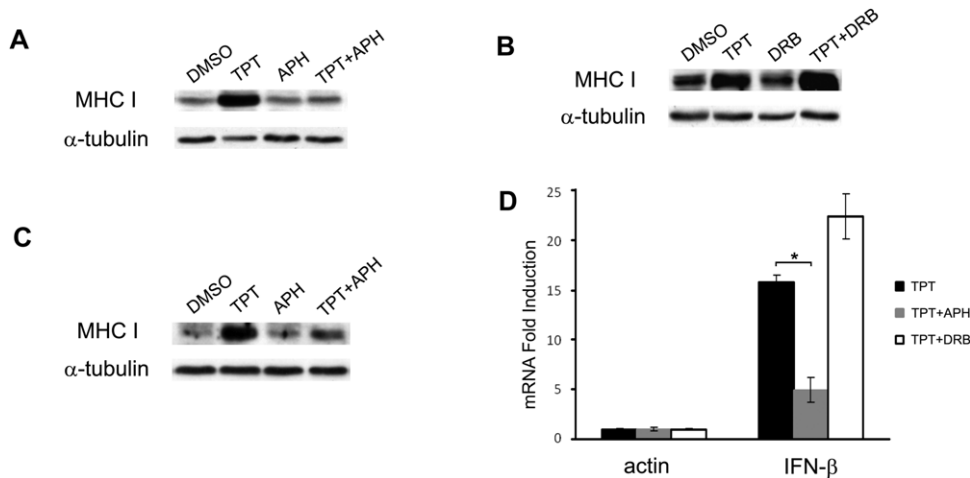 A
DMSO TPT APH TPT+APH
MHC I
α-tubulin
B
DMSO TPT DRB TPT+DRB
MHC I
α-tubulin
C
DMSO TPT APH TPT+APH
MHC I
α-tubulin
D
mRNA Fold Induction
25
20
15
10
5
0
*
actin IFN-β
TPT
TPT+APH
TPT+DRB